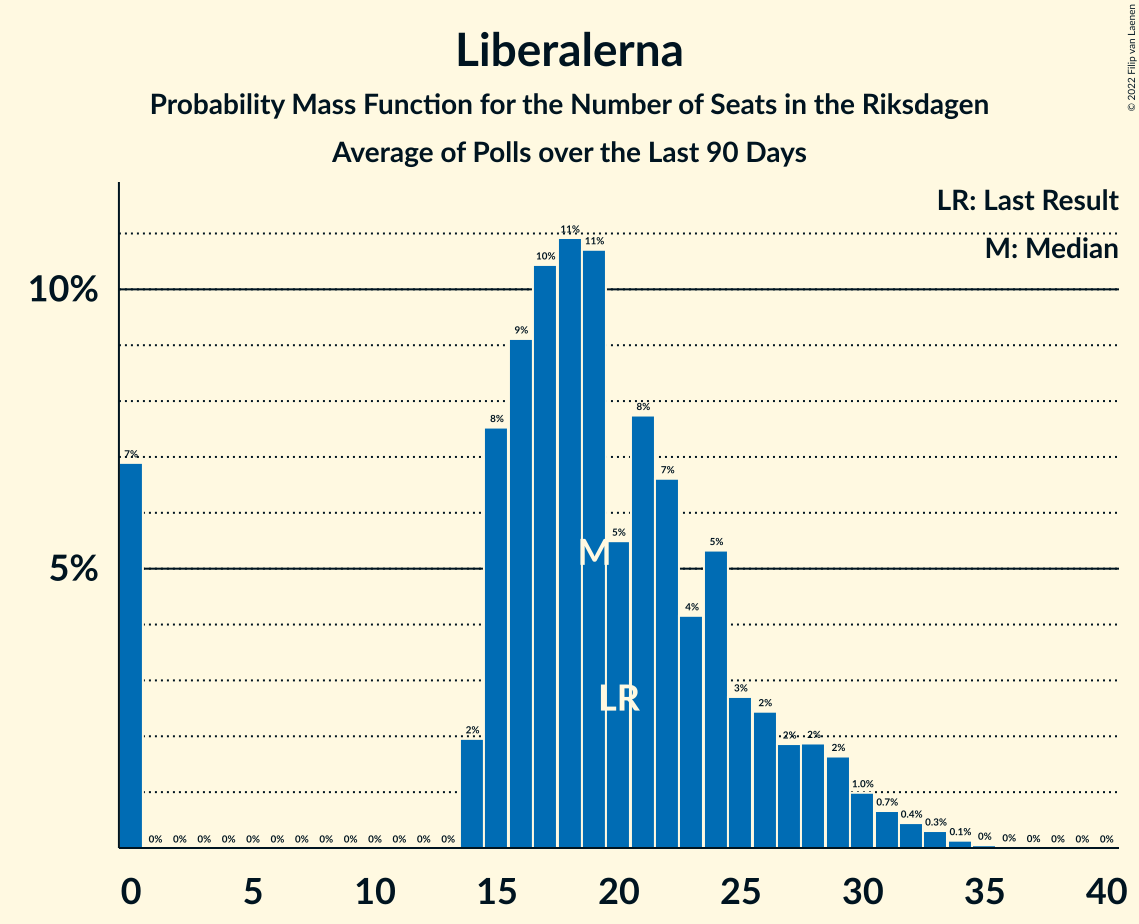 Liberalerna
Probability Mass Function for the Number of Seats in the Riksdagen
Average of Polls over the Last 90 Days
© 2022 Filip van Laenen
LR: Last Result
M: Median
10%
5%
7% 0% 0% 0% 0% 0% 0% 0% 0% 0% 0% 0% 0% 0% 2% 8% 9% 10% 11% 11% 5% 8% 7% 4% 5% 3% 2% 2% 2% 2% 1.0% 0.7% 0.4% 0.3% 0.1% 0% 0% 0% 0% 0% 0%
M
LR
0 5 10 15 20 25 30 35 40